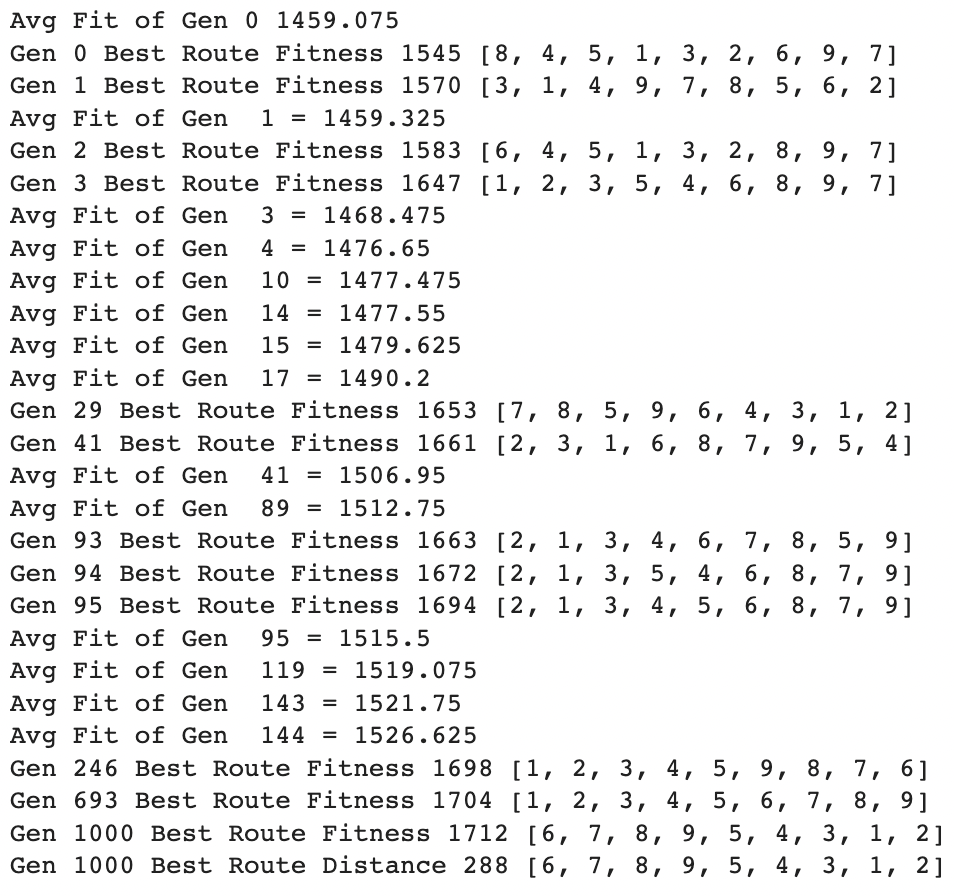 Avg Fit of Gen 0 1459.075
Gen 0 Best Route Fitness 1545 [8, 4, 5, 1, 3, 2, 6, 9, 7]
Gen 1 Best Route Fitness 1570 [3, 1, 4, 9, 7, 8, 5, 6, 2]
Avg Fit of Gen  1 = 1459.325
Gen 2 Best Route Fitness 1583 [6, 4, 5, 1, 3, 2, 8, 9, 7]
Gen 3 Best Route Fitness 1647 [1, 2, 3, 5, 4, 6, 8, 9, 7]
Avg Fit of Gen  3 = 1468.475
Avg Fit of Gen  4 = 1476.65
Avg Fit of Gen  10 = 1477.475
Avg Fit of Gen  14 = 1477.55
Avg Fit of Gen  15 = 1479.625
Avg Fit of Gen  17 = 1490.2
Gen 29 Best Route Fitness 1653 [7, 8, 5, 9, 6, 4, 3, 1, 2]
Gen 41 Best Route Fitness 1661 [2, 3, 1, 6, 8, 7, 9, 5, 4]
Avg Fit of Gen  41 = 1506.95
Avg Fit of Gen  89 = 1512.75
Gen 93 Best Route Fitness 1663 [2, 1, 3, 4, 6, 7, 8, 5, 9]
Gen 94 Best Route Fitness 1672 [2, 1, 3, 5, 4, 6, 8, 7, 9]
Gen 95 Best Route Fitness 1694 [2, 1, 3, 4, 5, 6, 8, 7, 9]
Avg Fit of Gen  95 = 1515.5
Avg Fit of Gen  119 = 1519.075
Avg Fit of Gen  143 = 1521.75
Avg Fit of Gen  144 = 1526.625
Gen 246 Best Route Fitness 1698 [1, 2, 3, 4, 5, 9, 8, 7, 6]
Gen 693 Best Route Fitness 1704 [1, 2, 3, 4, 5, 6, 7, 8, 9]
Gen 1000 Best Route Fitness 1712 [6, 7, 8, 9, 5, 4, 3, 1, 2]
Gen 1000 Best Route Distance 288 [6, 7, 8, 9, 5, 4, 3, 1, 2]